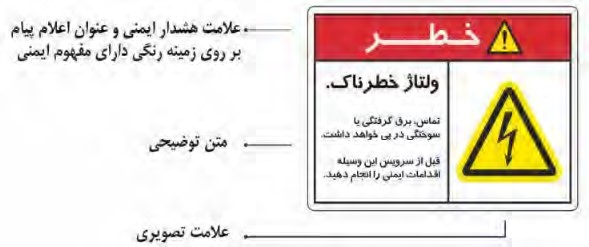 علامت هشدار ایمنی و عنوان اعلام پیام
بر روی زمینه رنگی دارای مفهوم ایمنی
خطر
ولتاژ خطرناک.
تماس، برق گرفتگی یا
سوختگی در پی خواهد داشت.
قبل از سرویس این وسیله
اقدامات ایمنی را انجام دهید.
متن توضیحی
علامت تصویری